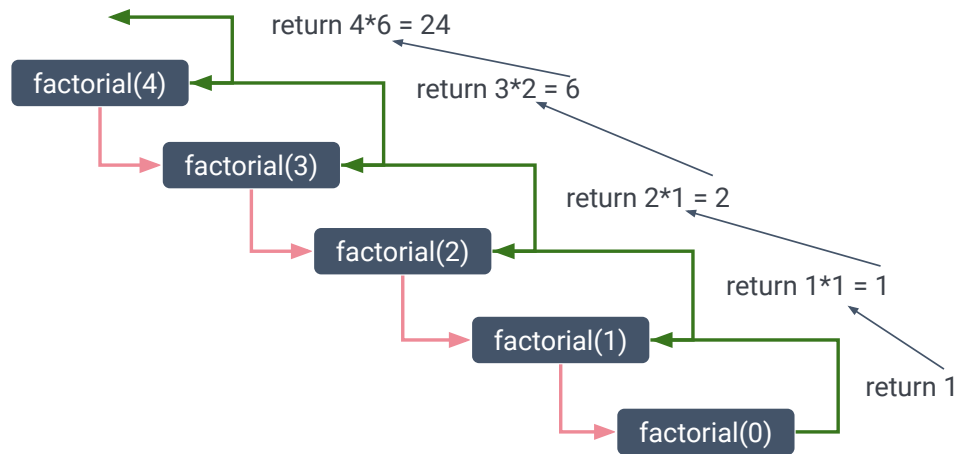 return 4*6 = 24
factorial(4)
return 3*2 = 6
factorial(3)
return 2*1 = 2
factorial(2)
return 1*1 = 1
factorial(1)
return 1
factorial(0)